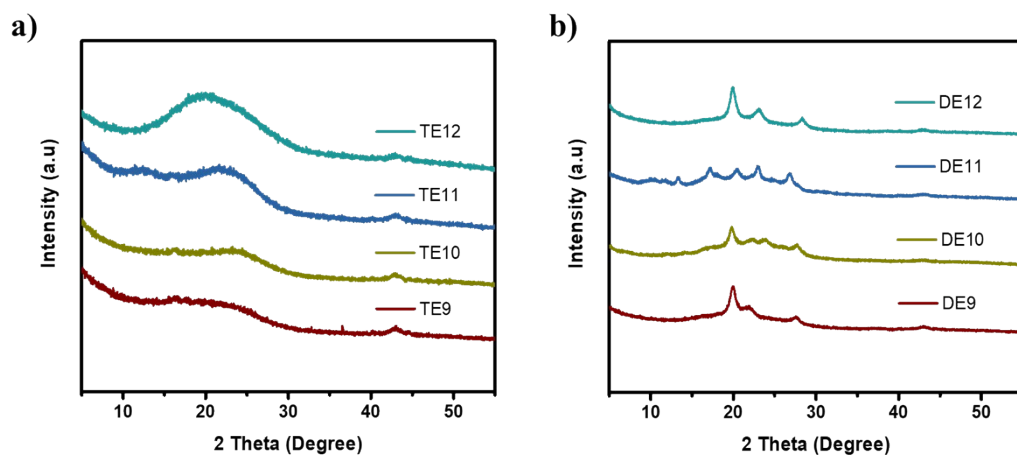 a)
Intensity (a.u)
TE12
TE11
TE10
TE9
10 20 30 40 50
2 Theta (Degree)
b)
Intensity (a.u)
DE12
DE11
DE10
DE9
10 20 30 40 50
2 Theta (Degree)